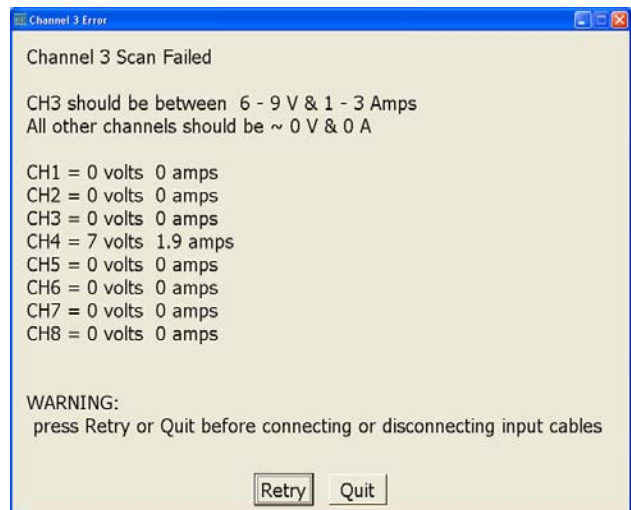 Channel 3 Error
Channel 3 Scan Failed
CH3 should be between 6 - 9 V & 1 - 3 Amps
All other channels should be ~ 0 V & 0 A
CH1 = 0 volts 0 amps
CH2 = 0 volts 0 amps
CH3 = 0 volts 0 amps
CH4 = 7 volts 1.9 amps
CH5 = 0 volts 0 amps
CH6 = 0 volts 0 amps
CH7 = 0 volts 0 amps
CH8 = 0 volts 0 amps
WARNING:
press Retry or Quit before connecting or disconnecting input cables
Retry Quit